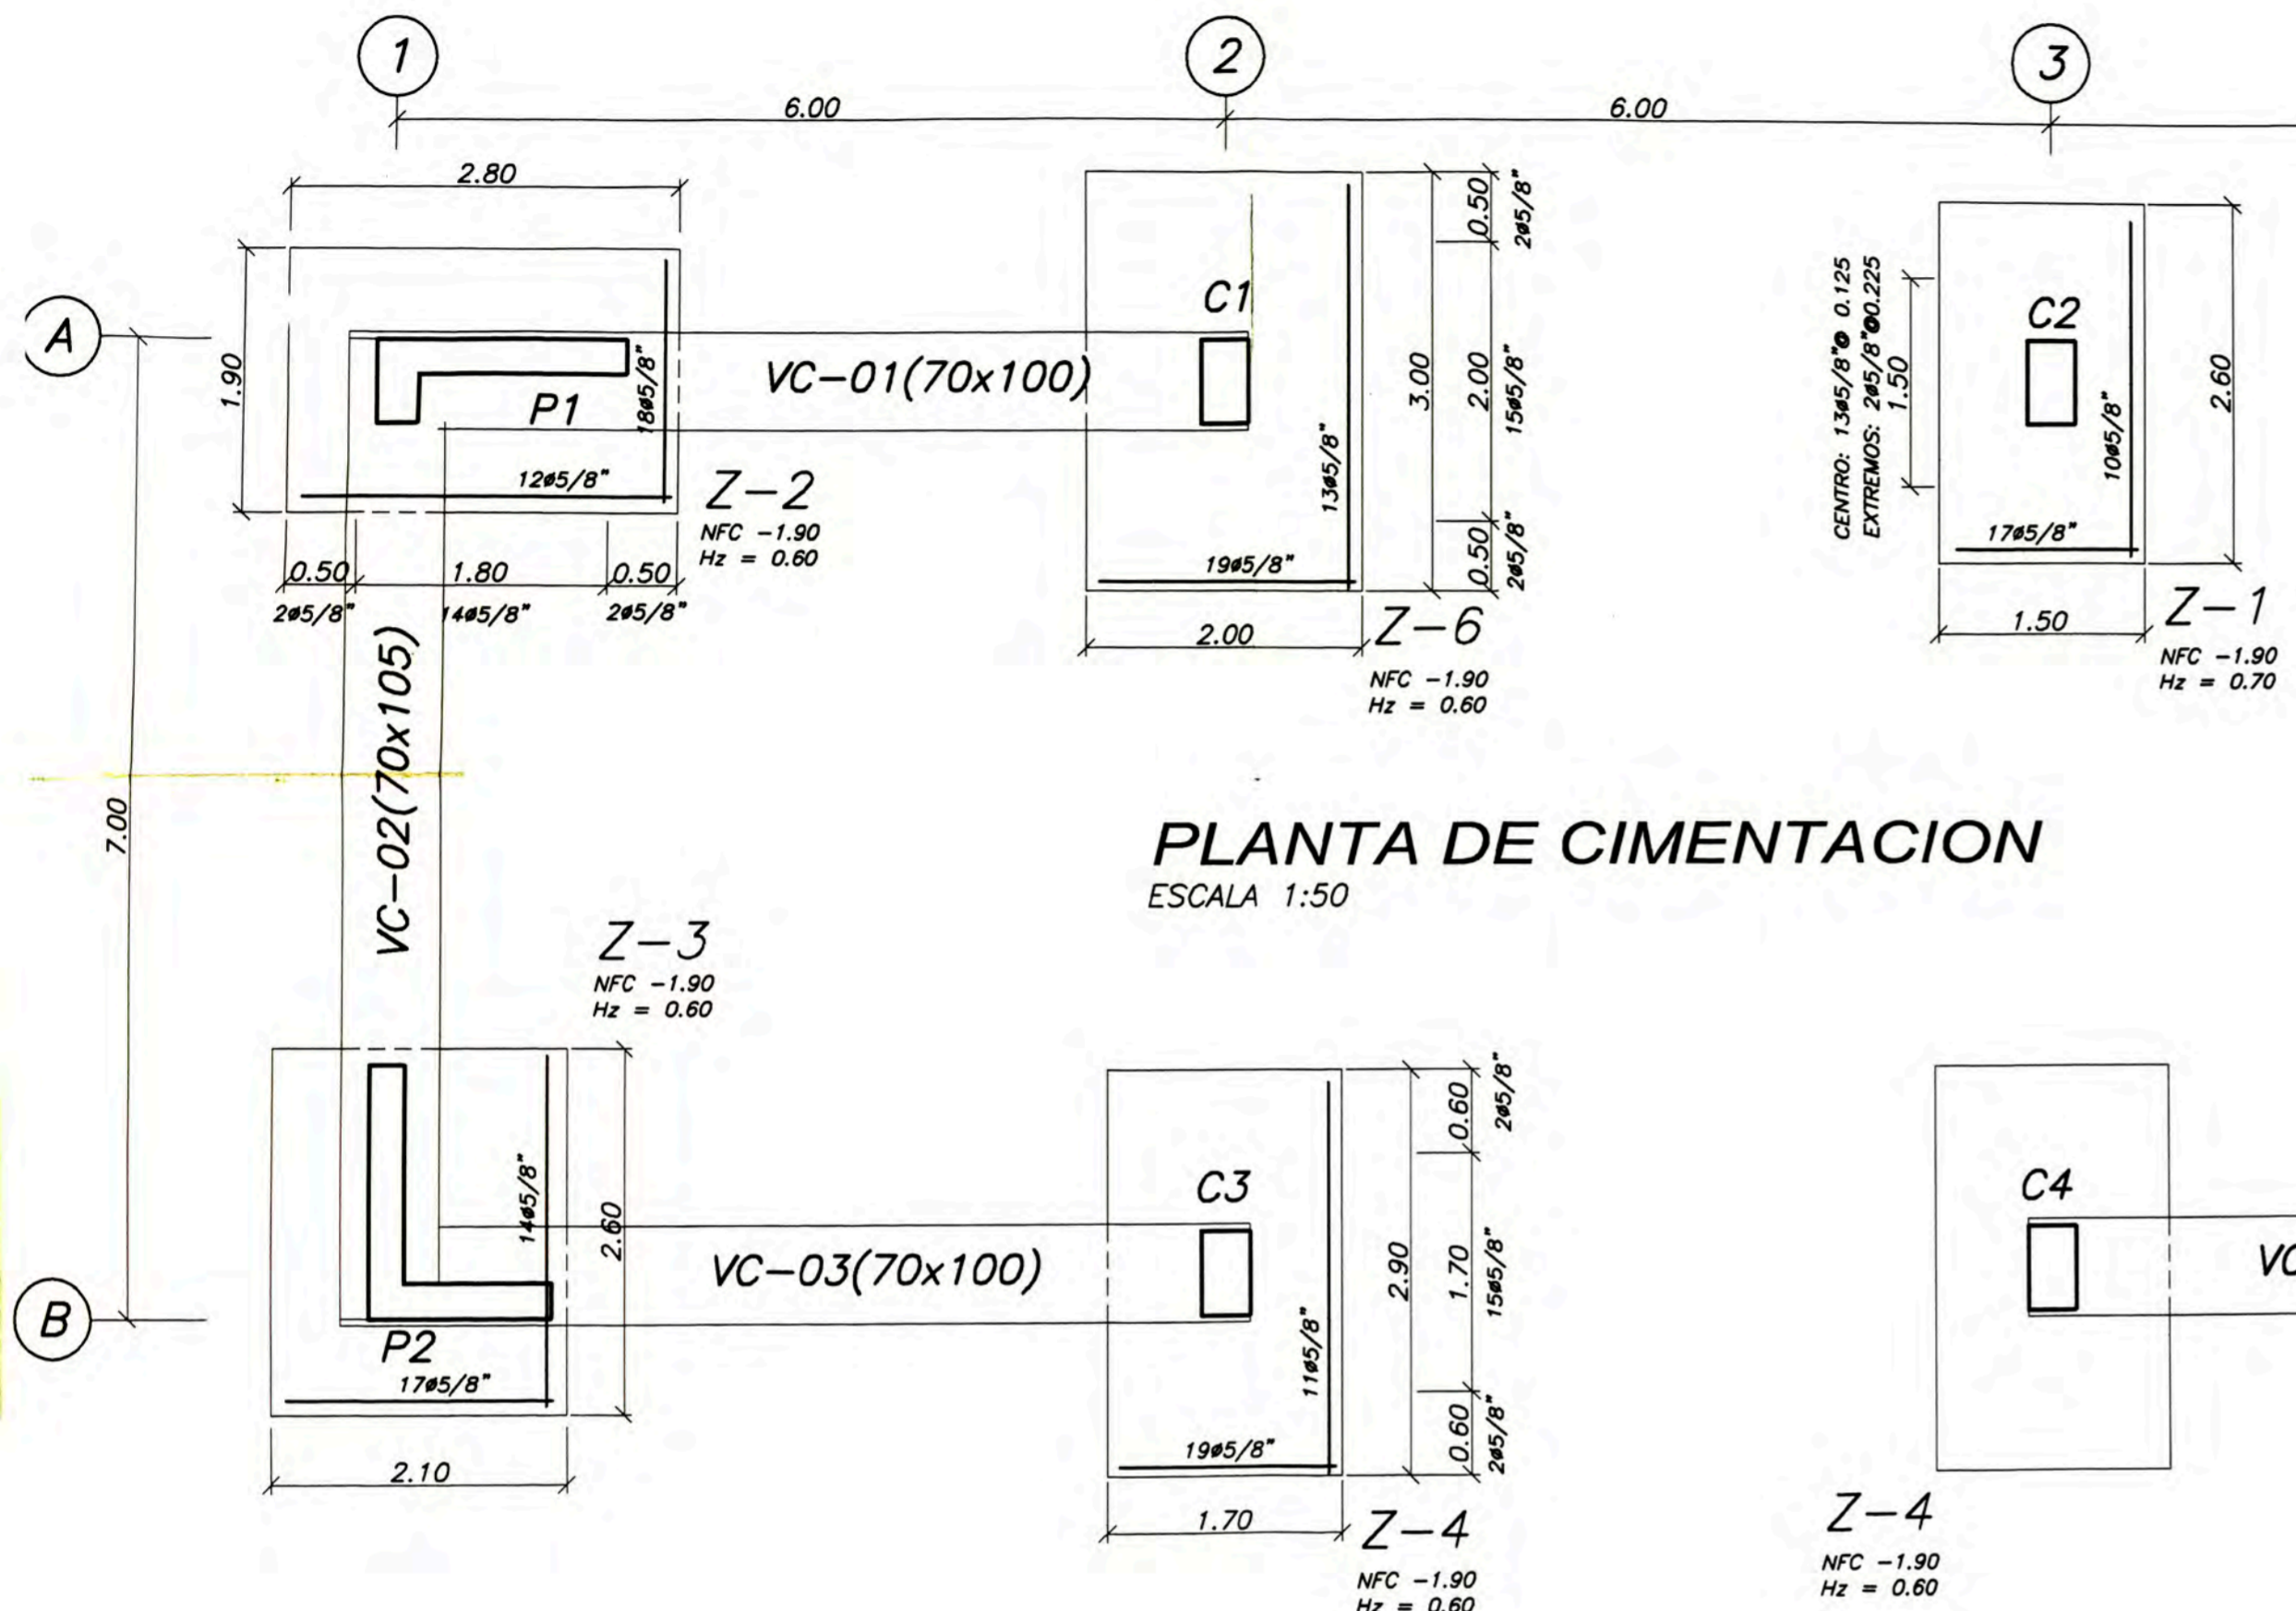 1
2
3
6.00
6.00
2.80
A
1.90
P1
18ø5/8"
12ø5/8"
Z-2
NFC -1.90
Hz = 0.60
0.50
1.80
0.50
2ø5/8"
14ø5/8"
2ø5/8"
VC-01(70x100)
C1
13ø5/8"
19ø5/8"
3.00
0.50
2.00
0.50
2ø5/8"
15ø5/8"
2ø5/8"
2.00
Z-6
NFC -1.90
Hz = 0.60
CENTRO: 13ø5/8"@ 0.125
EXTREMOS: 2ø5/8"@0.225
1.50
C2
10ø5/8"
17ø5/8"
2.60
1.50
Z-1
NFC -1.90
Hz = 0.70
7.00
VC-02(70x105)
PLANTA DE CIMENTACION
ESCALA 1:50
Z-3
NFC -1.90
Hz = 0.60
B
14ø5/8"
2.60
P2
17ø5/8"
2.10
VC-03(70x100)
C3
11ø5/8"
19ø5/8"
2.90
0.60
1.70
0.60
2ø5/8"
15ø5/8"
2ø5/8"
1.70
Z-4
NFC -1.90
Hz = 0.60
C4
VC
Z-4
NFC -1.90
Hz = 0.60